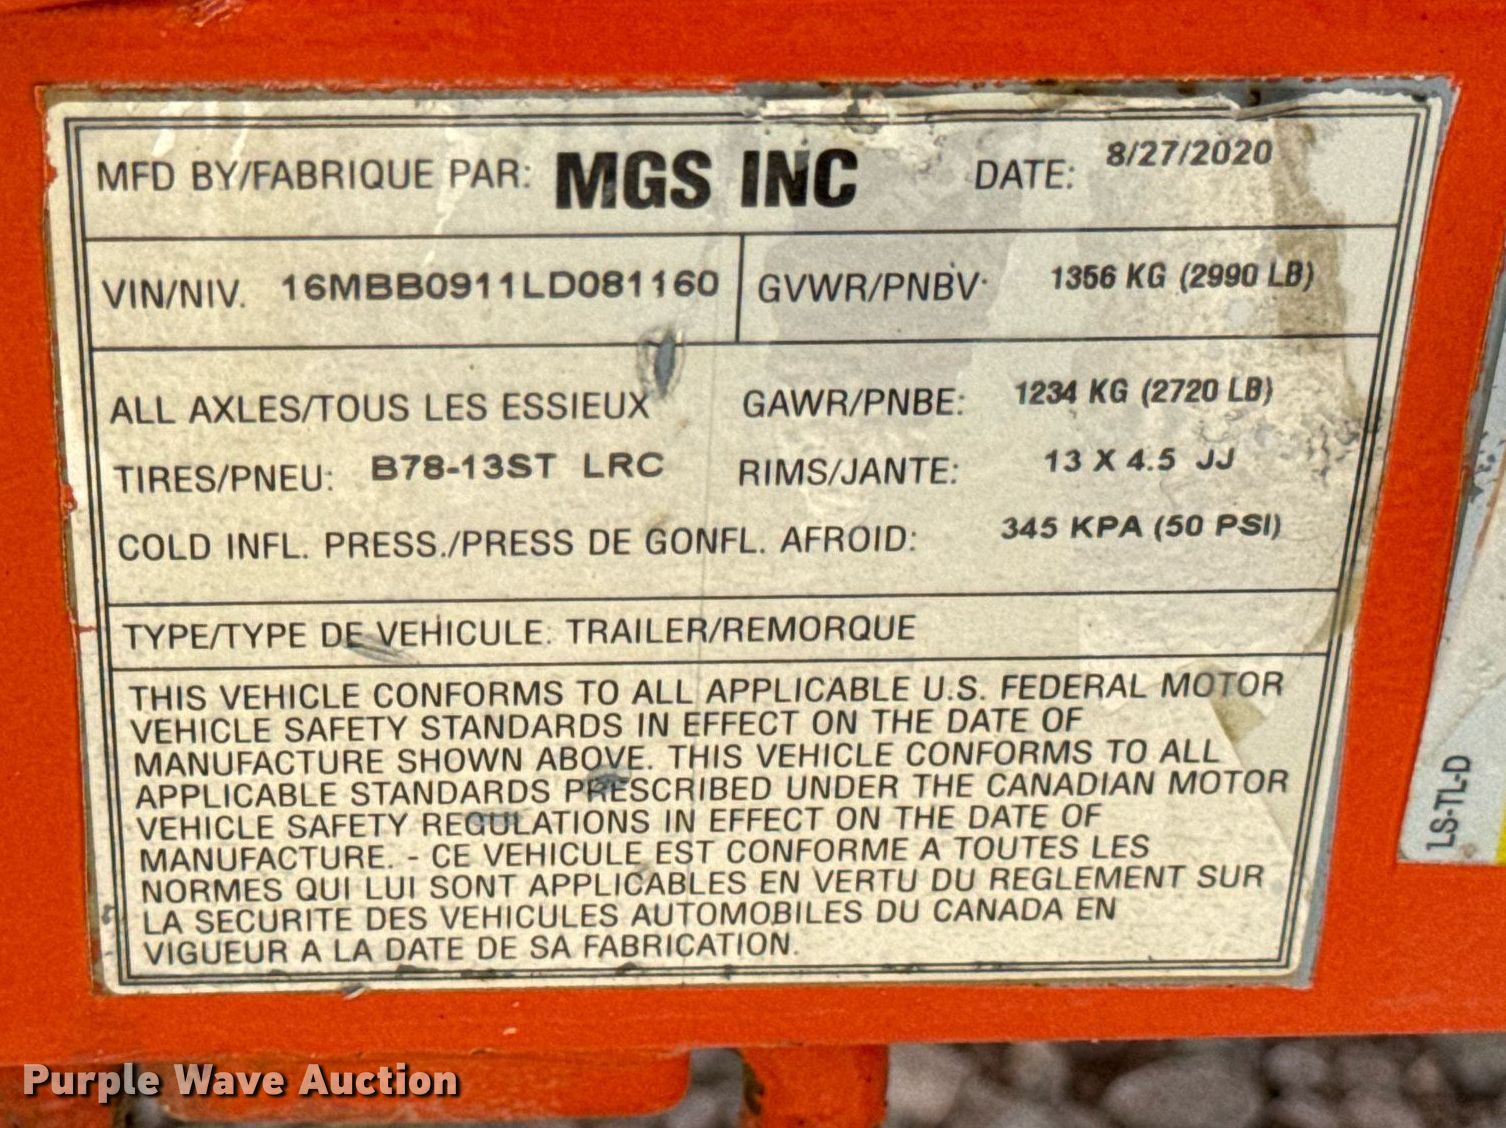 MFD BY/FABRIQUE PAR: MGS INC DATE: 8/27/2020
VIN/NIV. 16MBB0911LD081160 GVWR/PNBV 1356 KG (2990 LB)
ALL AXLES/TOUS LES ESSIEUX GAWR/PNBE: 1234 KG (2720 LB)
TIRES/PNEU: B78-13ST LRC RIMS/JANTE: 13 X 4.5 JJ
COLD INFL. PRESS./PRESS DE GONFL. AFROID: 345 KPA (50 PSI)
TYPE/TYPE DE VEHICULE: TRAILER/REMORQUE
THIS VEHICLE CONFORMS TO ALL APPLICABLE U.S. FEDERAL MOTOR
VEHICLE SAFETY STANDARDS IN EFFECT ON THE DATE OF
MANUFACTURE SHOWN ABOVE. THIS VEHICLE CONFORMS TO ALL
APPLICABLE STANDARDS PRESCRIBED UNDER THE CANADIAN MOTOR
VEHICLE SAFETY REGULATIONS IN EFFECT ON THE DATE OF
MANUFACTURE. - CE VEHICULE EST CONFORME A TOUTES LES
NORMES QUI LUI SONT APPLICABLES EN VERTU DU REGLEMENT SUR
LA SECURITE DES VEHICULES AUTOMOBILES DU CANADA EN
VIGUEUR A LA DATE DE SA FABRICATION.
LS-TL-D
Purple Wave Auction